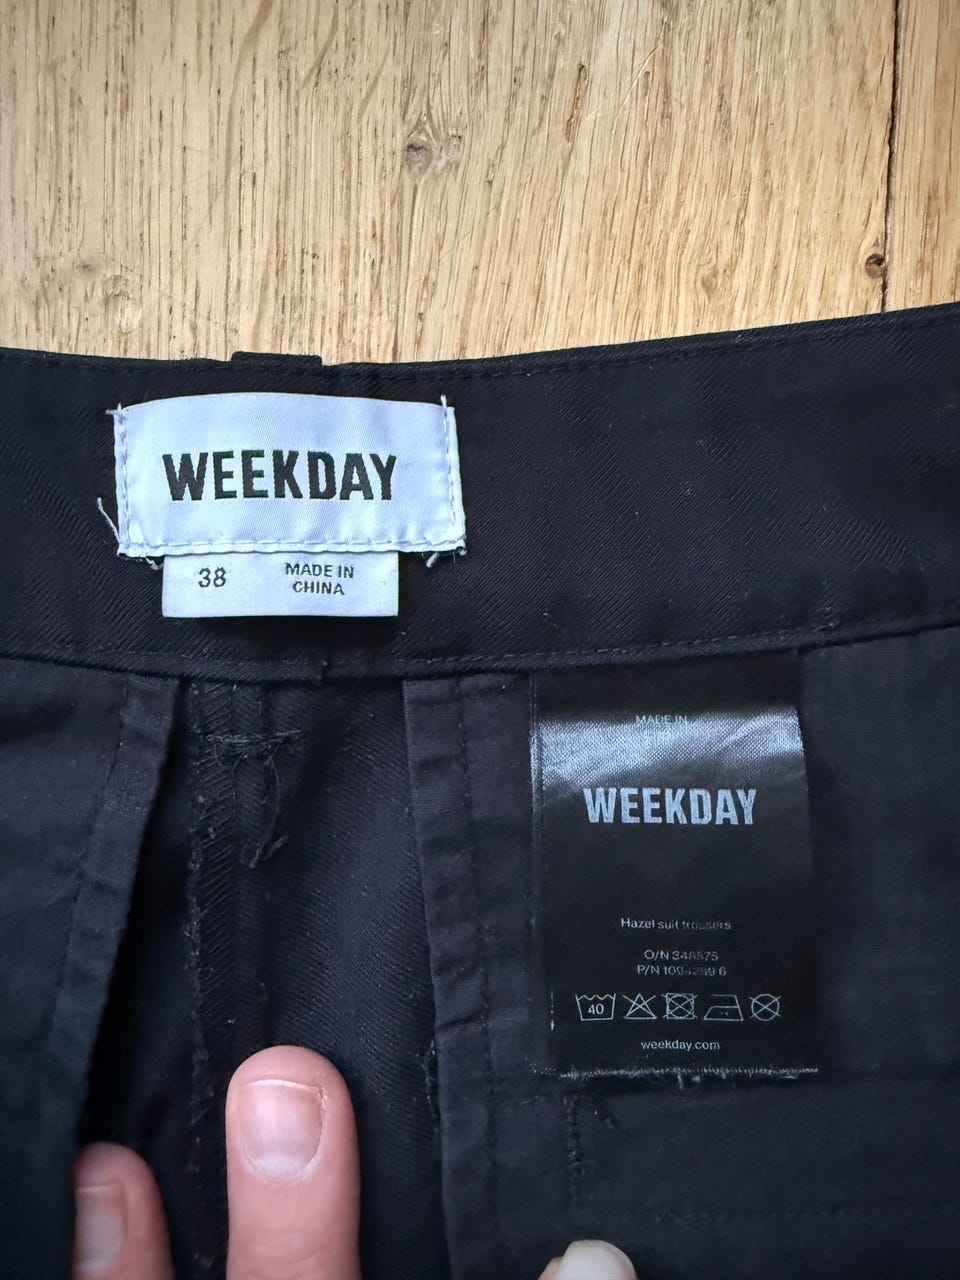 WEEKDAY
38
MADE IN
CHINA
MADE IN
WEEKDAY
Hazel suit trousers
O/N
P/N
40
weekday.com